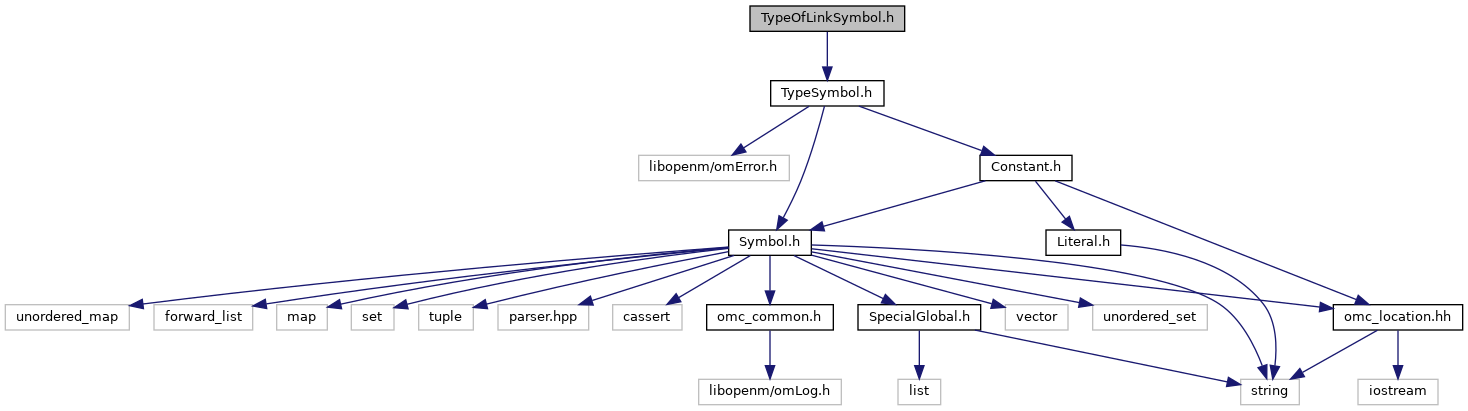 TypeOfLinkSymbol.h
TypeSymbol.h
libopenm/omError.h
Constant.h
Symbol.h
Literal.h
unordered_map
forward_list
map
set
tuple
parser.hpp
cassert
omc_common.h
SpecialGlobal.h
vector
unordered_set
omc_location.hh
libopenm/omLog.h
list
string
iostream